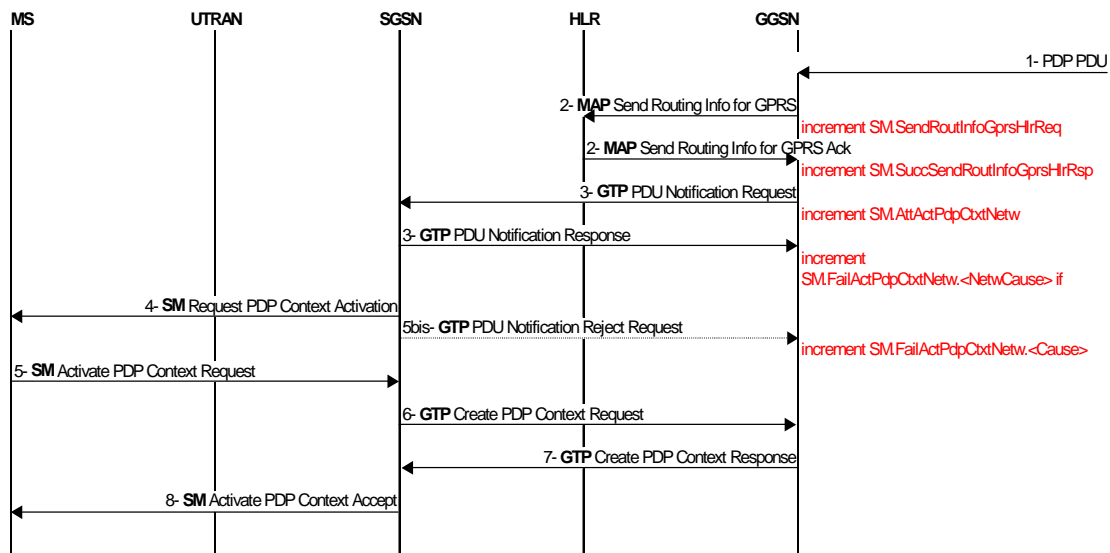 MS UTRAN SGSN HLR GGSN
1- PDP PDU
2- MAP Send Routing Info for GPRS
increment SM.SendRoutInfoGprsHlrReq
2- MAP Send Routing Info for GPRS Ack
increment SM.SuccSendRoutInfoGprsHlrRsp
3- GTP PDU Notification Request
increment SM.AttActPdpCtxtNetw
3- GTP PDU Notification Response
increment
SM.FailActPdpCtxtNetw.<NetwCause> if
4- SM Request PDP Context Activation
5bis- GTP PDU Notification Reject Request
increment SM.FailActPdpCtxtNetw.<Cause>
5- SM Activate PDP Context Request
6- GTP Create PDP Context Request
7- GTP Create PDP Context Response
8- SM Activate PDP Context Accept